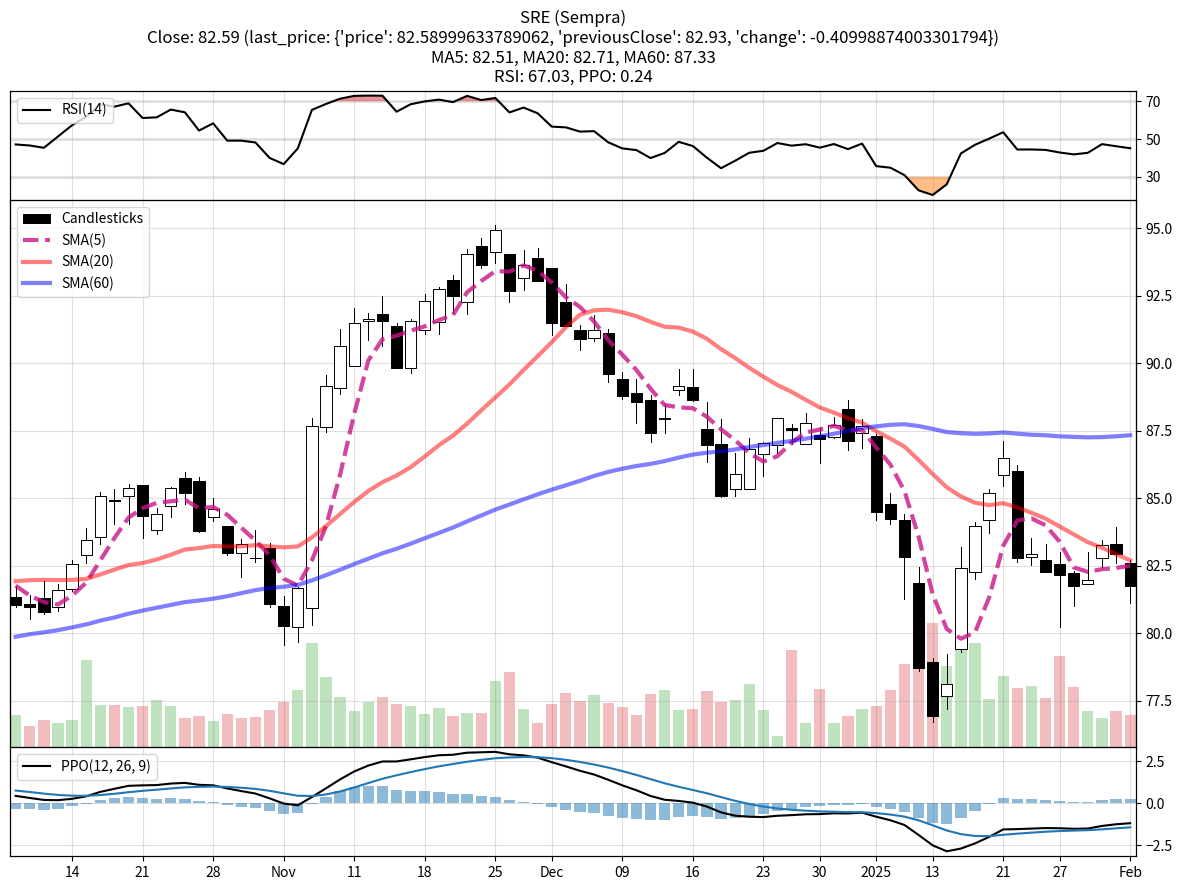 SRE (Sempra)
Close: 82.59 (last_price: {'price': 82.58999633789062, 'previousClose': 82.93, 'change': -0.40998874003301794})
MA5: 82.51, MA20: 82.71, MA60: 87.33
RSI: 67.03, PPO: 0.24
RSI(14)
70
50
30
Candlesticks
SMA(5)
SMA(20)
SMA(60)
95.0
92.5
90.0
87.5
85.0
82.5
80.0
77.5
PPO(12, 26, 9)
2.5
0.0
−2.5
14 21 28 Nov 11 18 25 Dec 09 16 23 30 2025 13 21 27 Feb